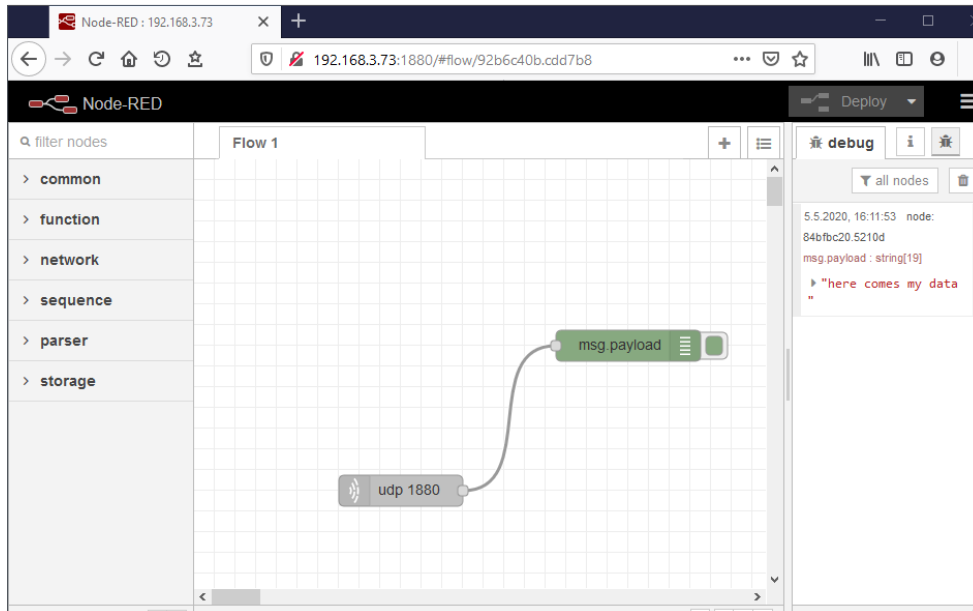 Node-RED : 192.168.3.73
192.168.3.73:1880/#flow/92b6c40b.cdd7b8
Node-RED
Deploy
filter nodes
common
function
network
sequence
parser
storage
Flow 1
msg.payload
udp 1880
debug
i
all nodes
5.5.2020, 16:11:53 node:
84bfbc20.5210d
msg.payload : string[19]
"here comes my data
"